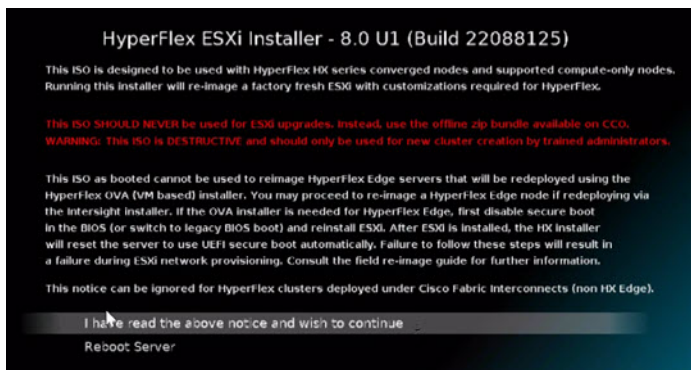 HyperFlex ESXi Installer - 8.0 U1 (Build 22088125)
This ISO is designed to be used with HyperFlex HX series converged nodes and supported compute-only nodes.
Running this installer will re-image a factory fresh ESXi with customizations required for HyperFlex.
This ISO SHOULD NEVER be used for ESXi upgrades. Instead, use the offline zip bundle available on CCO.
WARNING: This ISO is DESTRUCTIVE and should only be used for new cluster creation by trained administrators.
This ISO as booted cannot be used to reimage HyperFlex Edge servers that will be redeployed using the
HyperFlex OVA (VM based) installer. You may proceed to re-image a HyperFlex Edge node if redeploying via
the Intersight installer. If the OVA installer is needed for HyperFlex Edge, first disable secure boot
in the BIOS (or switch to legacy BIOS boot) and reinstall ESXi. After ESXi is installed, the HX installer
will reset the server to use UEFI secure boot automatically. Failure to follow these steps will result in
a failure during ESXi network provisioning. Consult the field re-image guide for further information.
This notice can be ignored for HyperFlex clusters deployed under Cisco Fabric Interconnects (non HX Edge).
I have read the above notice and wish to continue
Reboot Server